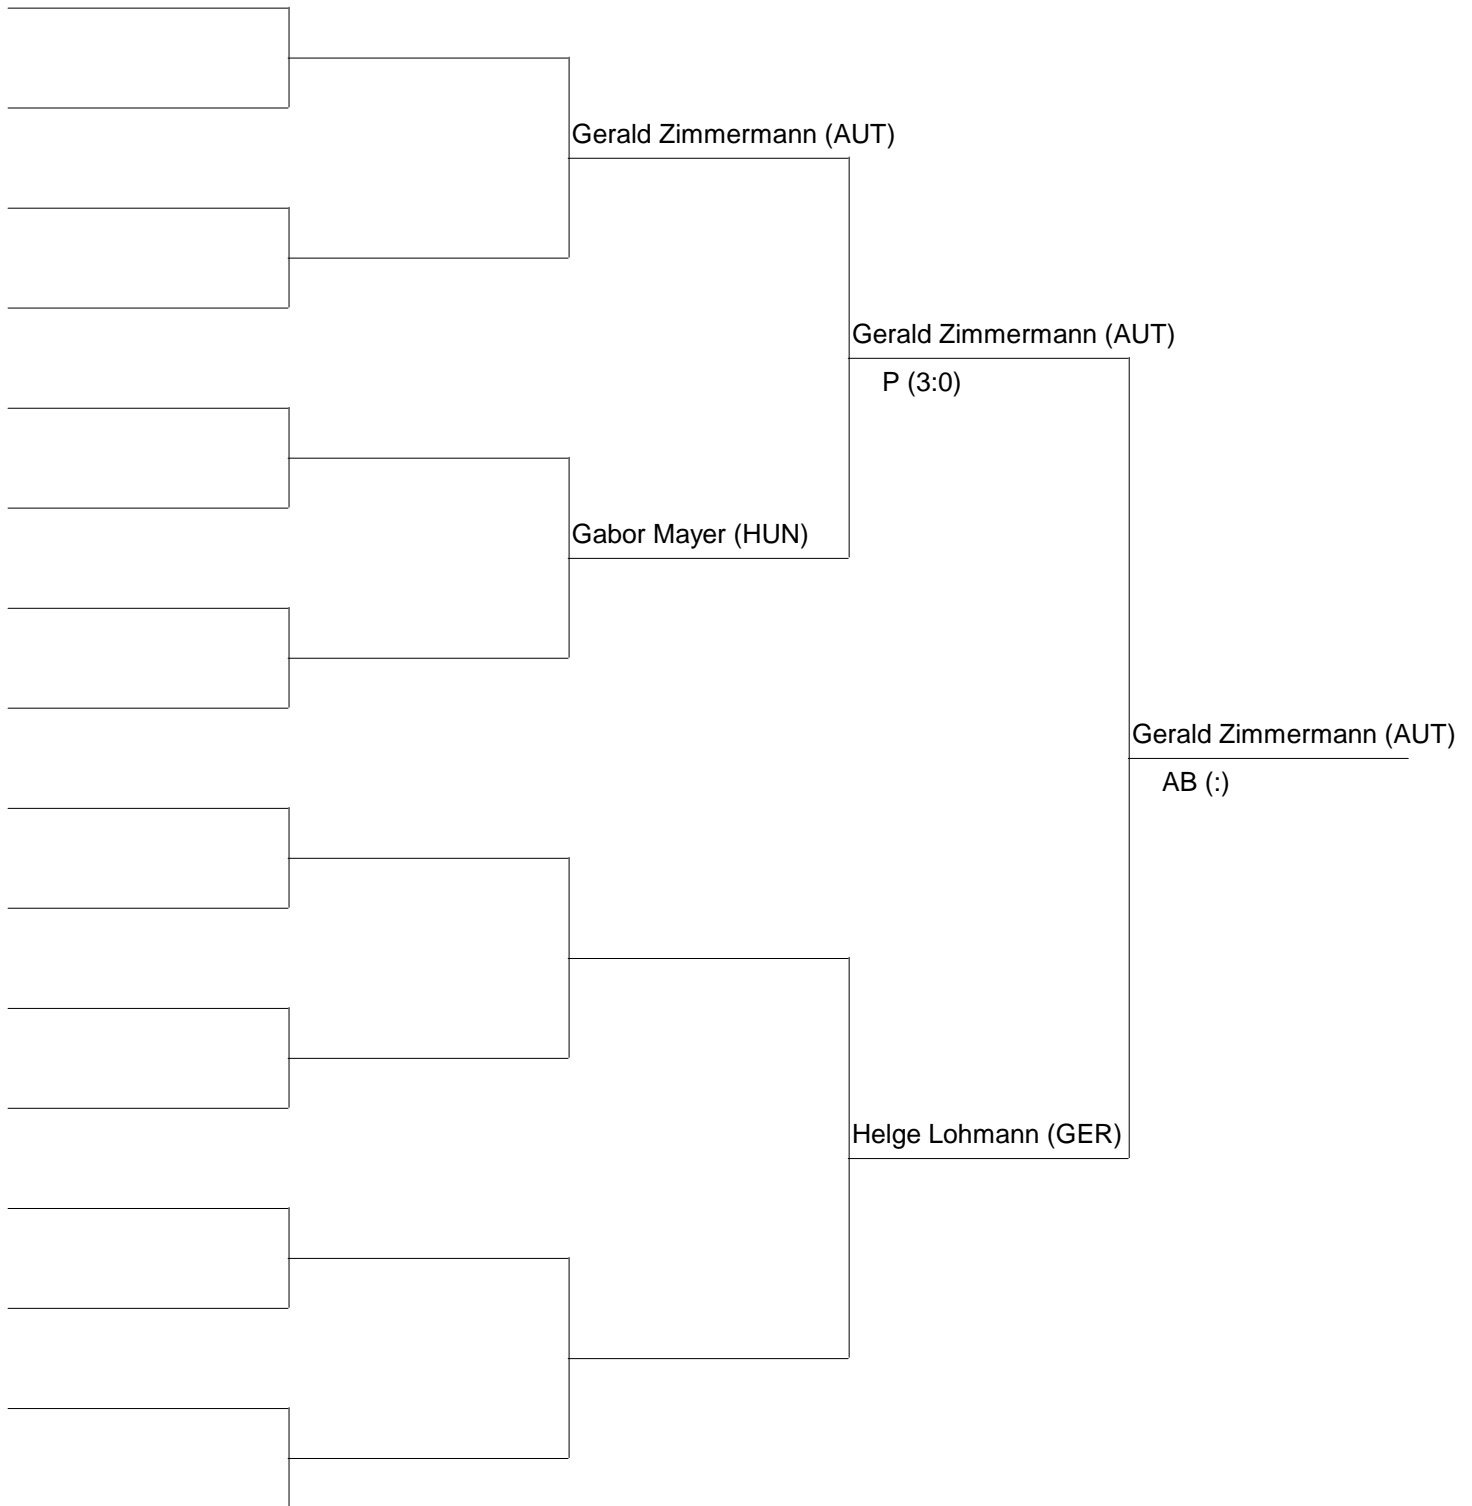 Gerald Zimmermann (AUT)
Gerald Zimmermann (AUT)
P (3:0)
Gabor Mayer (HUN)
Gerald Zimmermann (AUT)
AB (:)
Helge Lohmann (GER)